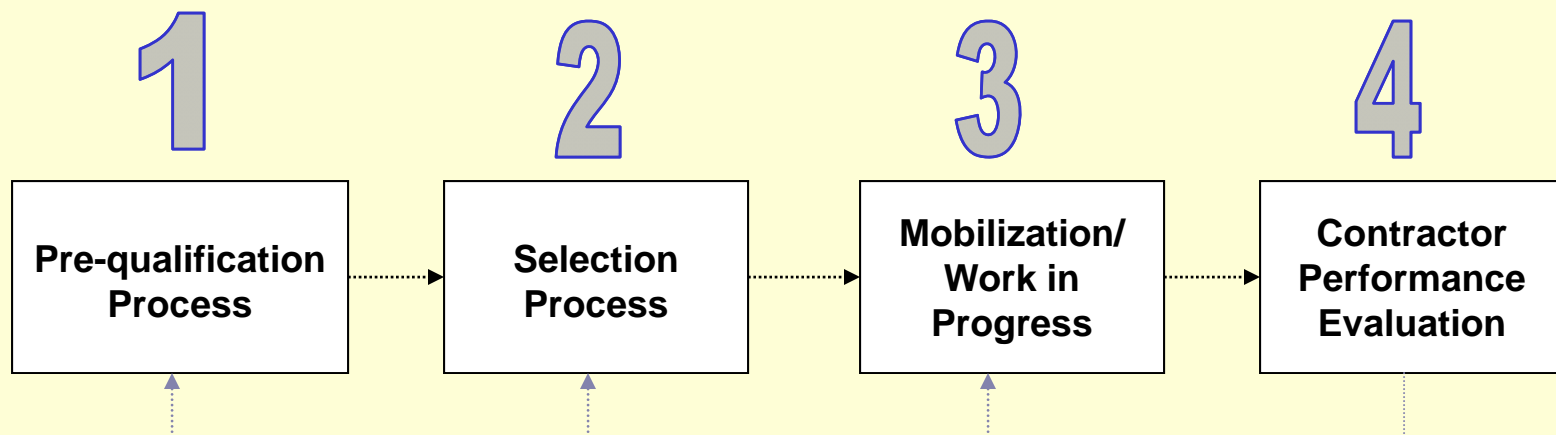 1
2
3
4
Pre-qualification
Process
Selection
Process
Mobilization/
Work in
Progress
Contractor
Performance
Evaluation